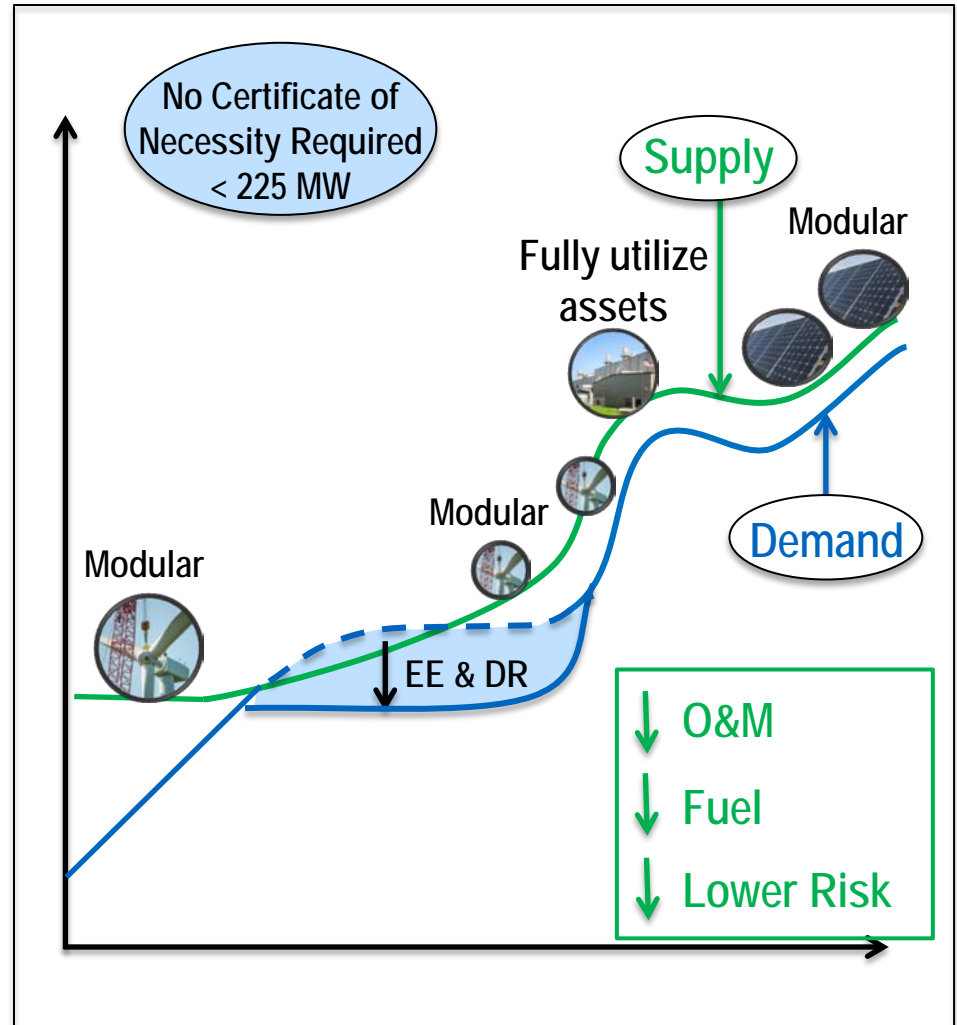 No Certificate of
Necessity Required
< 225 MW
Supply
Modular
Fully utilize
assets
Modular
Demand
Modular
EE & DR
O&M
Fuel
Lower Risk